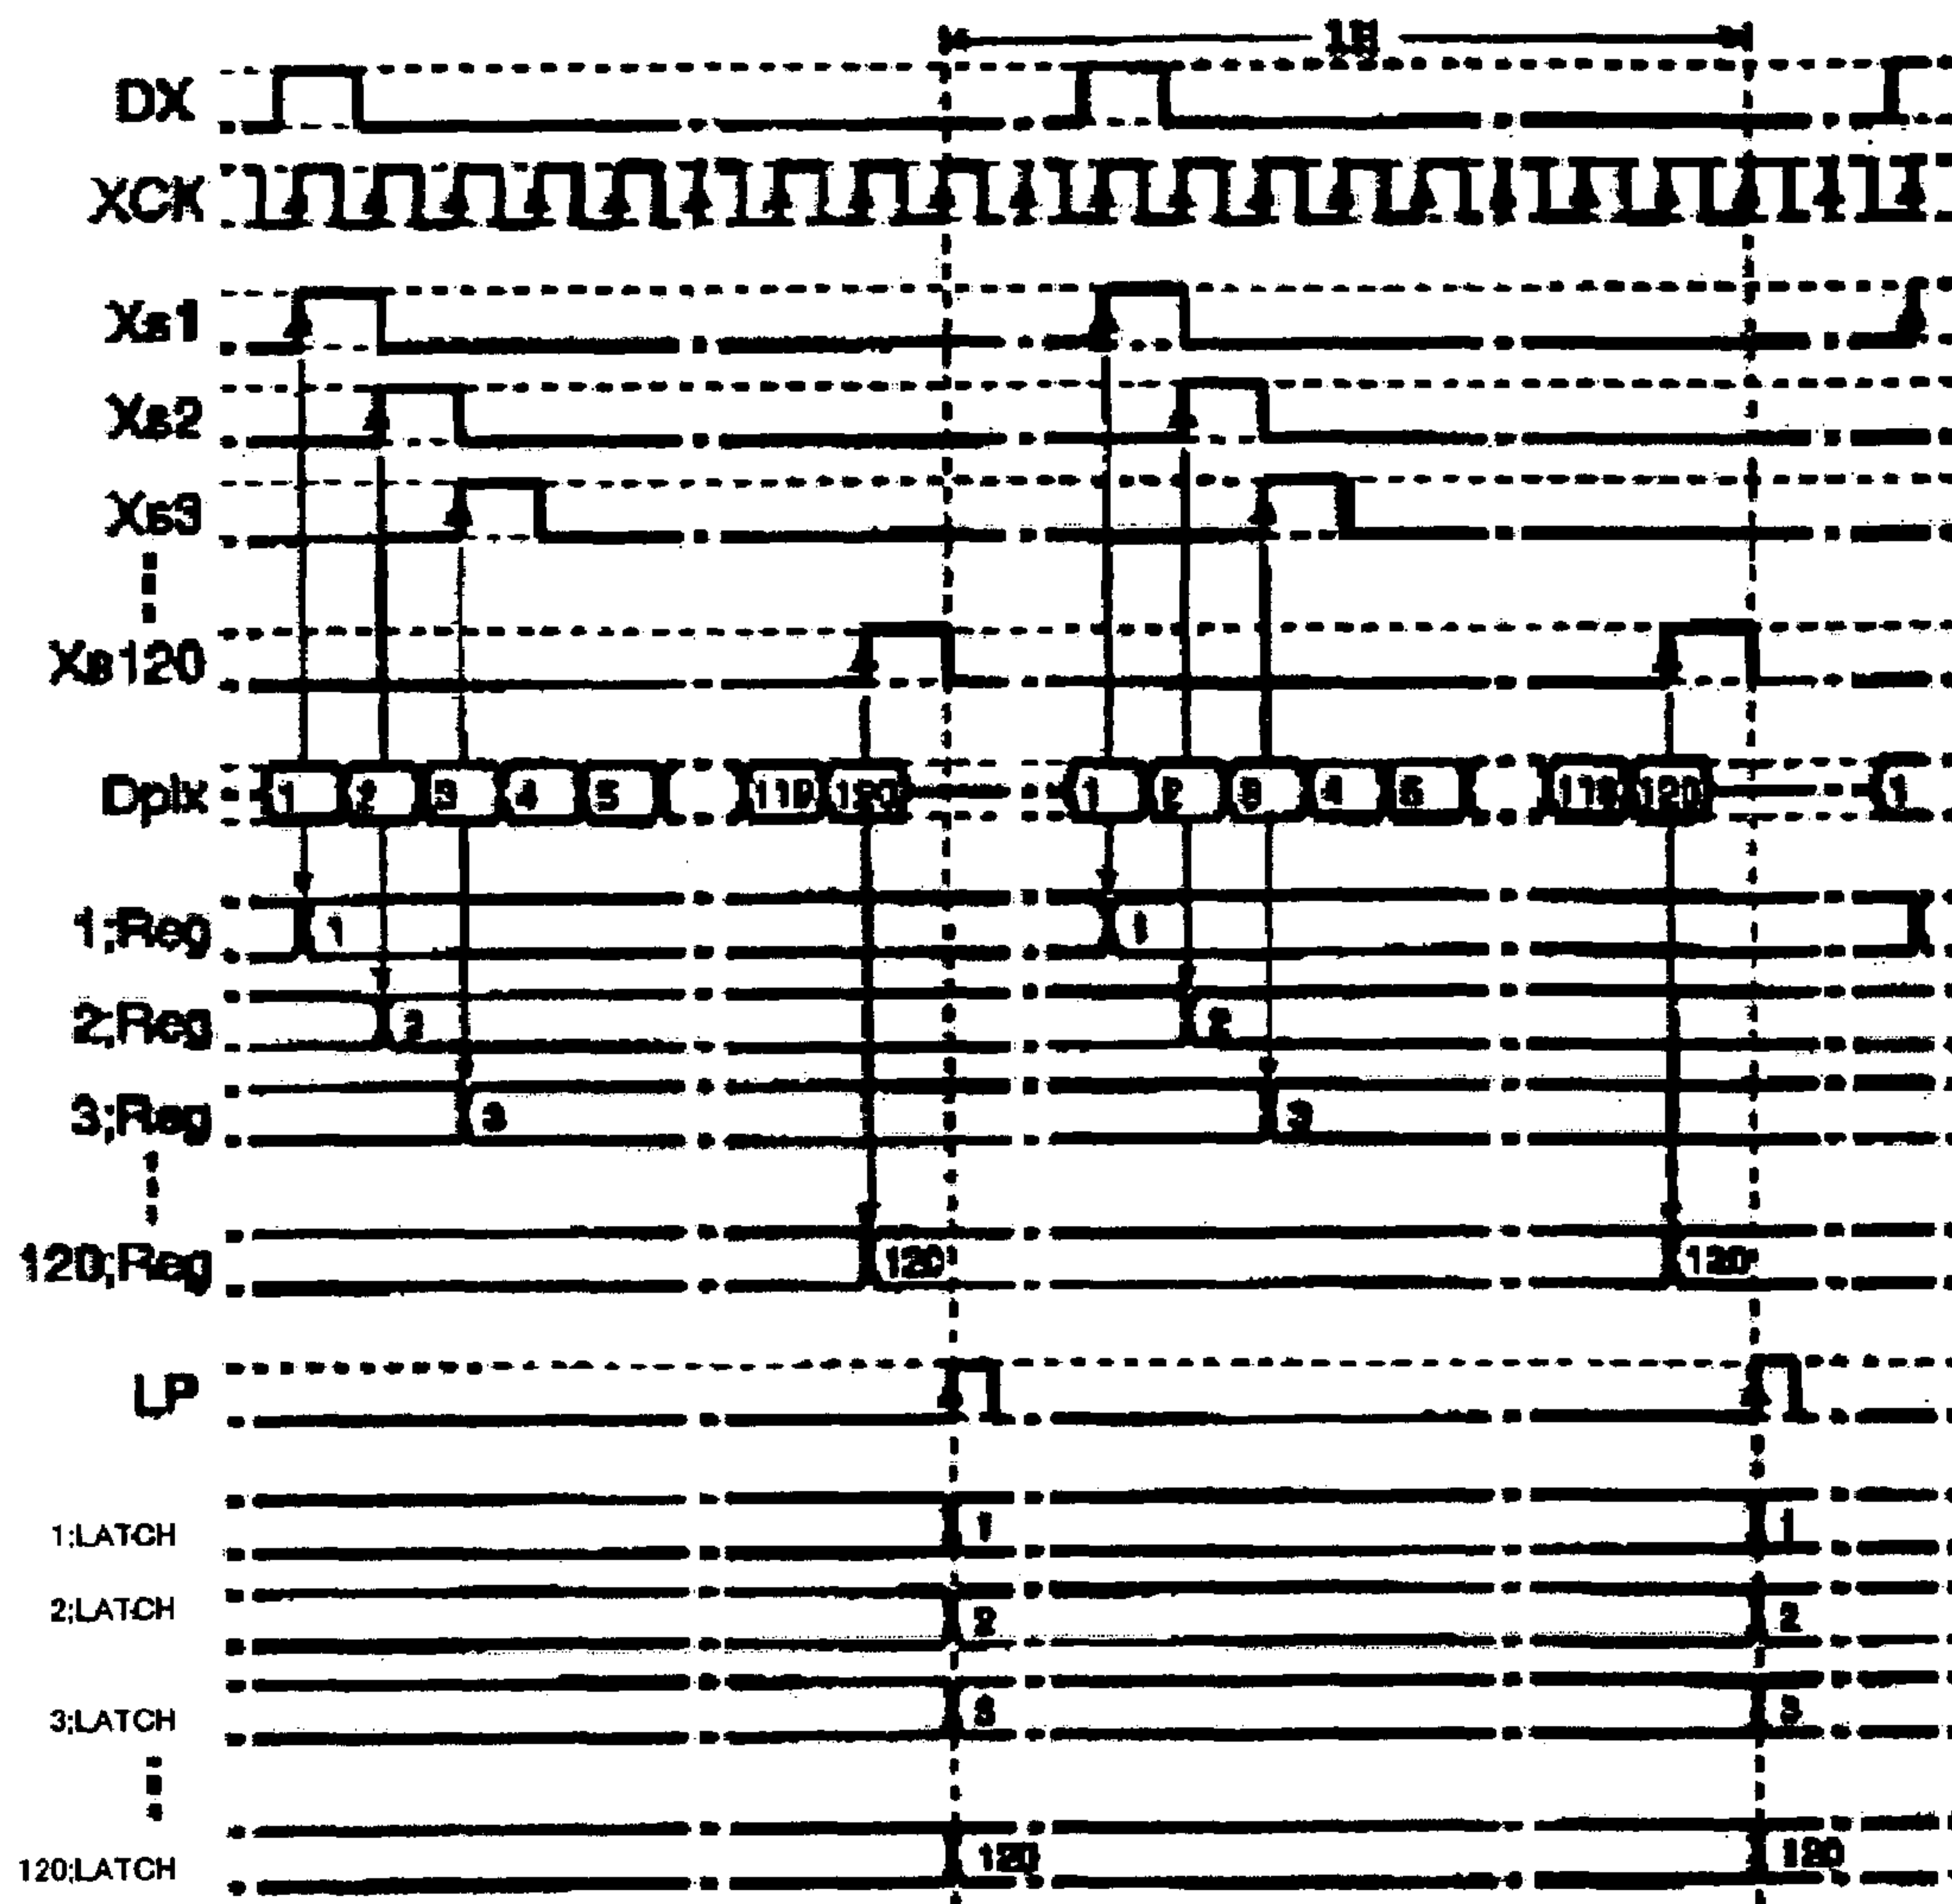 DX
XCK
Xs1
Xs2
Xs3
Xs120
Dpix 1 2 3 4 5 119 120 1 2 3 4 5 119 120 1
1;Reg 1 1
2;Reg 2 2
3;Reg 3 3
120;Reg 120 120
LP
1;LATCH 1 1
2;LATCH 2 2
3;LATCH 3 3
120;LATCH 120 120